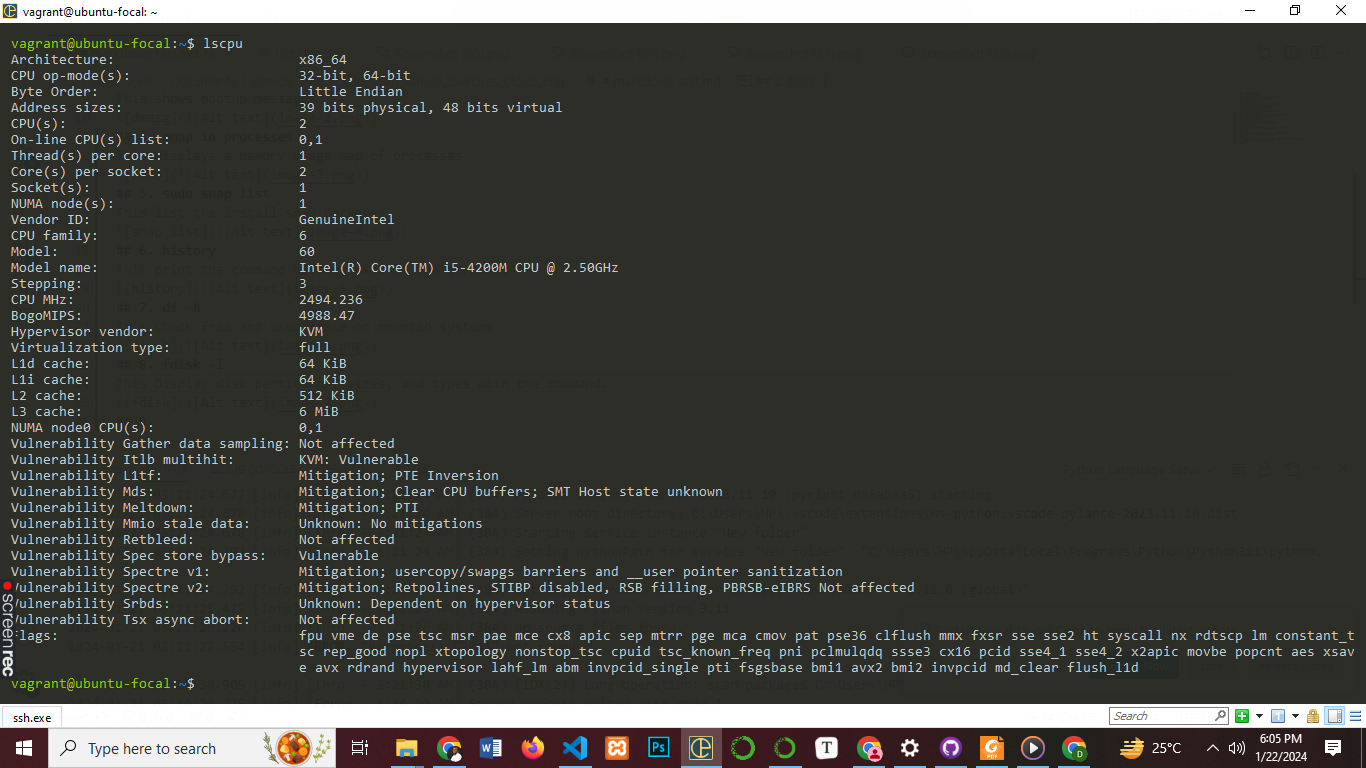 vagrant@ubuntu-focal: ~
vagrant@ubuntu-focal:~$ lscpu
Architecture: x86_64
CPU op-mode(s): 32-bit, 64-bit
Byte Order: Little Endian
Address sizes: 39 bits physical, 48 bits virtual
CPU(s): 2
On-line CPU(s) list: 0,1
Thread(s) per core: 1
Core(s) per socket: 2
Socket(s): 1
NUMA node(s): 1
Vendor ID: GenuineIntel
CPU family: 6
Model: 60
Model name: Intel(R) Core(TM) i5-4200M CPU @ 2.50GHz
Stepping: 3
CPU MHz: 2494.236
BogoMIPS: 4988.47
Hypervisor vendor: KVM
Virtualization type: full
L1d cache: 64 KiB
L1i cache: 64 KiB
L2 cache: 512 KiB
L3 cache: 6 MiB
NUMA node0 CPU(s): 0,1
Vulnerability Gather data sampling: Not affected
Vulnerability Itlb multihit: KVM: Vulnerable
Vulnerability L1tf: Mitigation; PTE Inversion
Vulnerability Mds: Mitigation; Clear CPU buffers; SMT Host state unknown
Vulnerability Meltdown: Mitigation; PTI
Vulnerability Mmio stale data: Unknown: No mitigations
Vulnerability Retbleed: Not affected
Vulnerability Spec store bypass: Vulnerable
Vulnerability Spectre v1: Mitigation; usercopy/swapgs barriers and __user pointer sanitization
Vulnerability Spectre v2: Mitigation; Retpolines, STIBP disabled, RSB filling, PBRSB-eIBRS Not affected
Vulnerability Srbds: Unknown: Dependent on hypervisor status
Vulnerability Tsx async abort: Not affected
Flags: fpu vme de pse tsc msr pae mce cx8 apic sep mtrr pge mca cmov pat pse36 clflush mmx fxsr sse sse2 ht syscall nx rdtscp lm constant_t
sc rep_good nopl xtopology nonstop_tsc cpuid tsc_known_freq pni pclmulqdq ssse3 cx16 pcid sse4_1 sse4_2 x2apic movbe popcnt aes xsav
e avx rdrand hypervisor lahf_lm abm invpcid_single pti fsgsbase bmi1 avx2 bmi2 invpcid md_clear flush_l1d
vagrant@ubuntu-focal:~$
screenrec
ssh.exe
Search
Type here to search
25°C
6:05 PM
1/22/2024